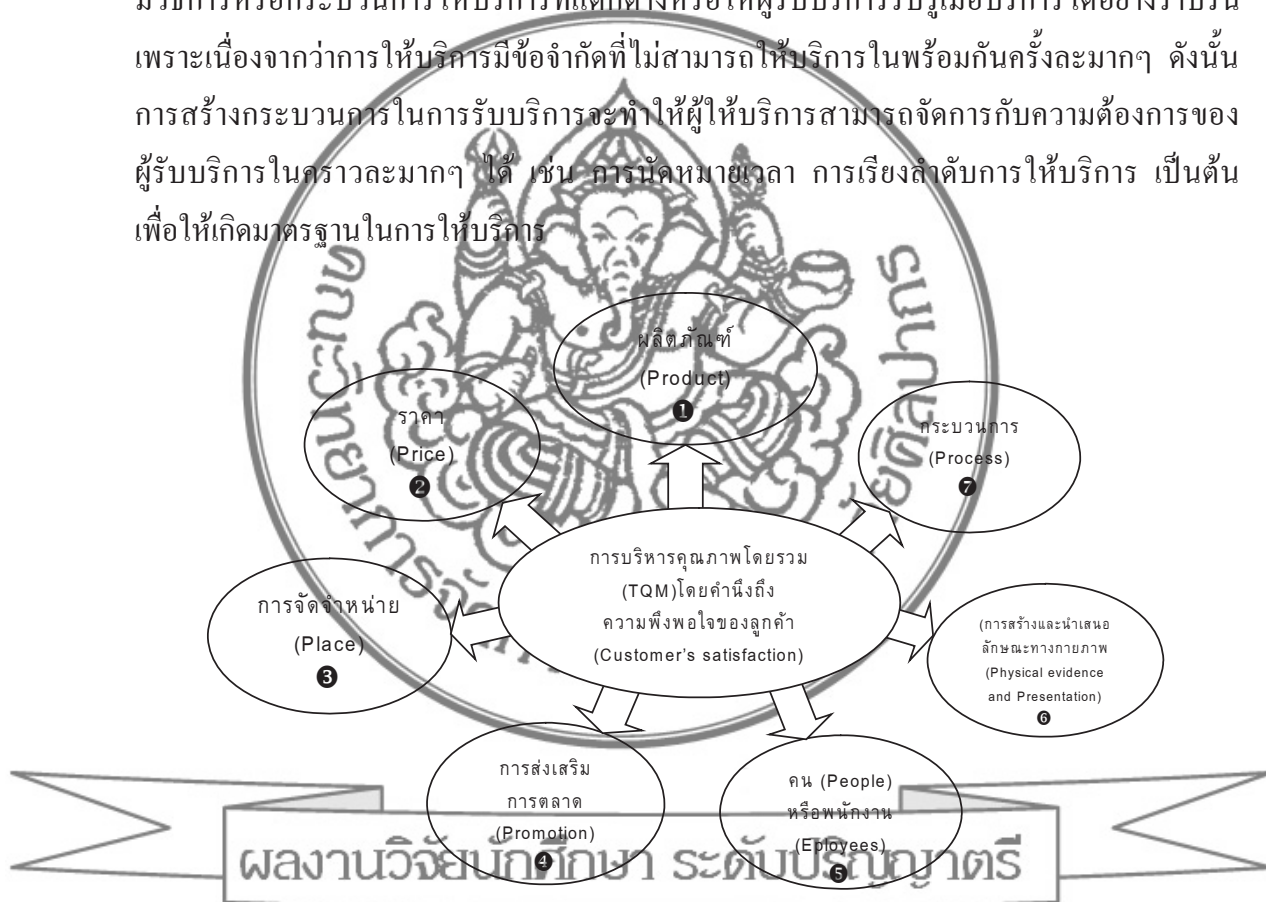 เพราะเนื่องจากว่าการให้บริการมีข้อจำกัดที่ไม่สามารถให้บริการในพร้อมกันครั้งละมากๆ ดังนั้น
การสร้างกระบวนการในการรับบริการจะทำให้ผู้ให้บริการสามารถจัดการกับความต้องการของ
ผู้รับบริการในคราวละมากๆ ได้ เช่น การนัดหมายเวลา การเรียงลำดับการให้บริการ เป็นต้น
เพื่อให้เกิดมาตรฐานในการให้บริการ
ผลิตภัณฑ์
(Product)
❶
ราคา
(Price)
❷
กระบวนการ
(Process)
❼
การบริหารคุณภาพโดยรวม
(TQM)โดยคำนึงถึง
ความพึงพอใจของลูกค้า
(Customer's satisfaction)
การจัดจำหน่าย
(Place)
❸
(การสร้างและนำเสนอ
ลักษณะทางกายภาพ
(Physical evidence
and Presentation)
❻
การส่งเสริม
การตลาด
(Promotion)
❹
คน (People)
หรือพนักงาน
(Eployees)
❺
ผลงานวิจัยนักศึกษา ระดับปริญญาตรี